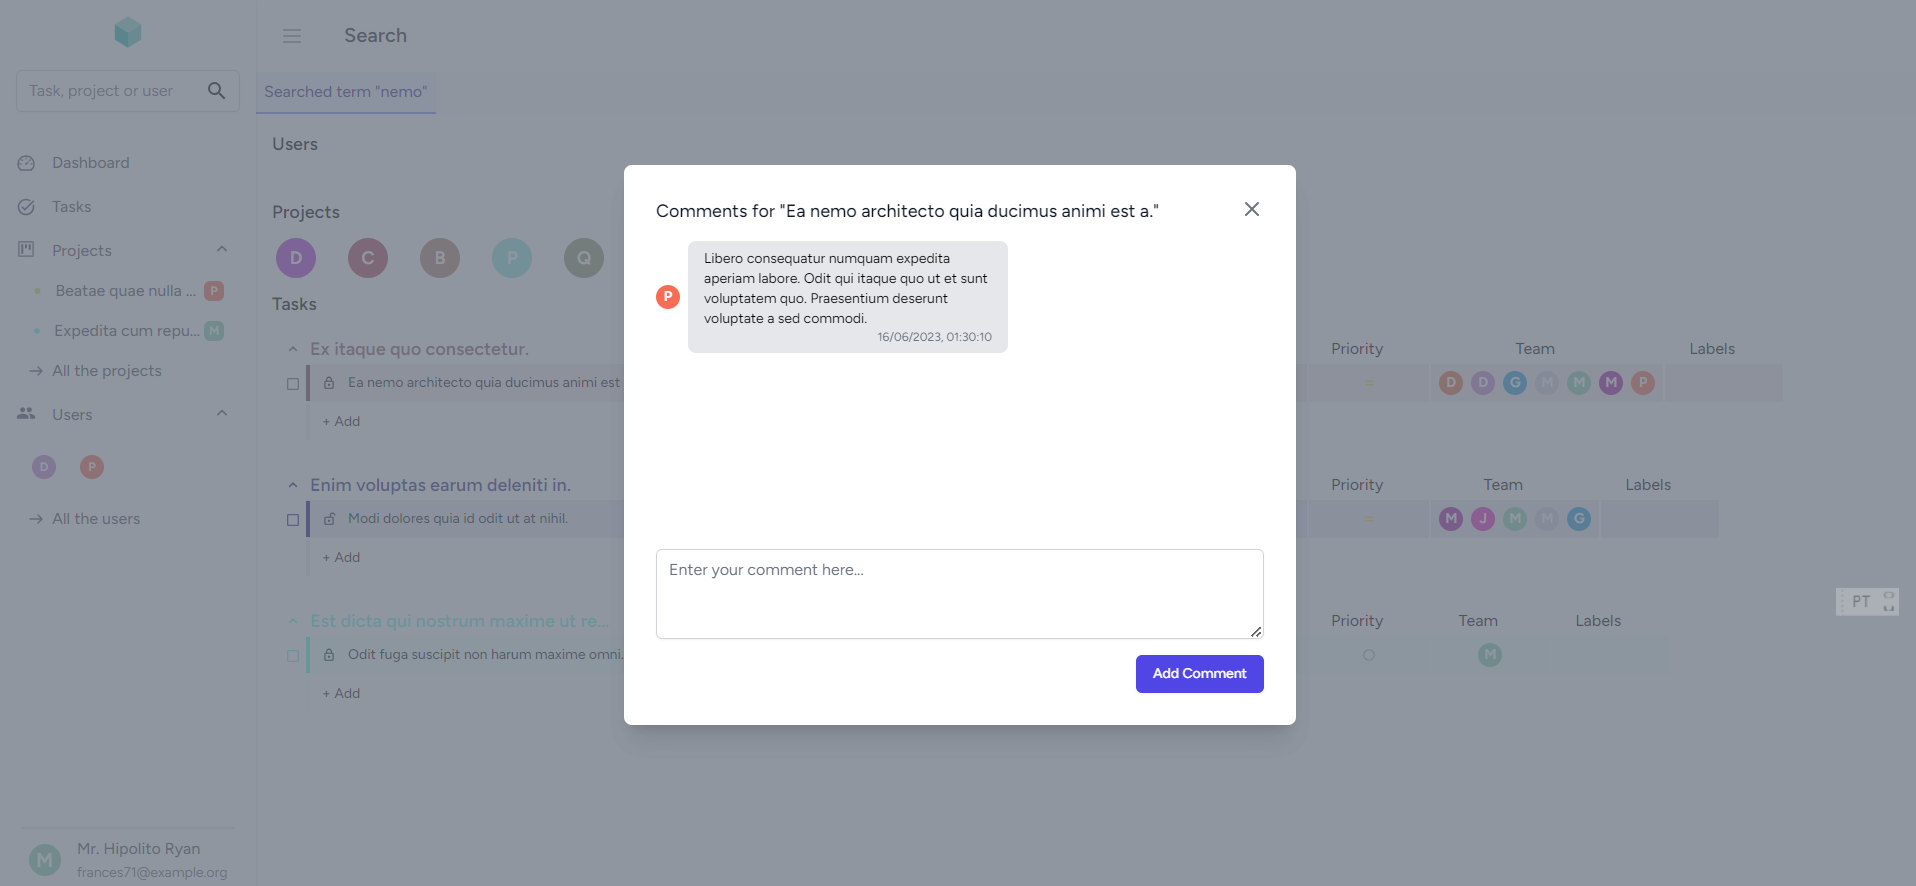 Search
Task, project or user
Searched term "nemo"
Users
Dashboard
Tasks
Projects
Beatae quae nulla ... P
Expedita cum repu... M
All the projects
Users
D P
All the users
Mr. Hipolito Ryan
M
frances71@example.org
Projects
D C B P Q
Tasks
Ex itaque quo consectetur.
Priority Team Labels
Ea nemo architecto quia ducimus animi est
= D D G M M M P
+ Add
Enim voluptas earum deleniti in.
Priority Team Labels
Modi dolores quia id odit ut at nihil.
= M J M M G
+ Add
Est dicta qui nostrum maxime ut re...
Priority Team Labels
Odit fuga suscipit non harum maxime omni.
M
+ Add
PT
Comments for "Ea nemo architecto quia ducimus animi est a."
P
Libero consequatur numquam expedita
aperiam labore. Odit qui itaque quo ut et sunt
voluptatem quo. Praesentium deserunt
voluptate a sed commodi.
16/06/2023, 01:30:10
Enter your comment here...
Add Comment